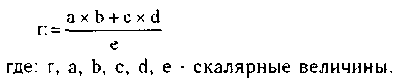 r:= a × b + c × d
e
где: r, a, b, c, d, e - скалярные величины.